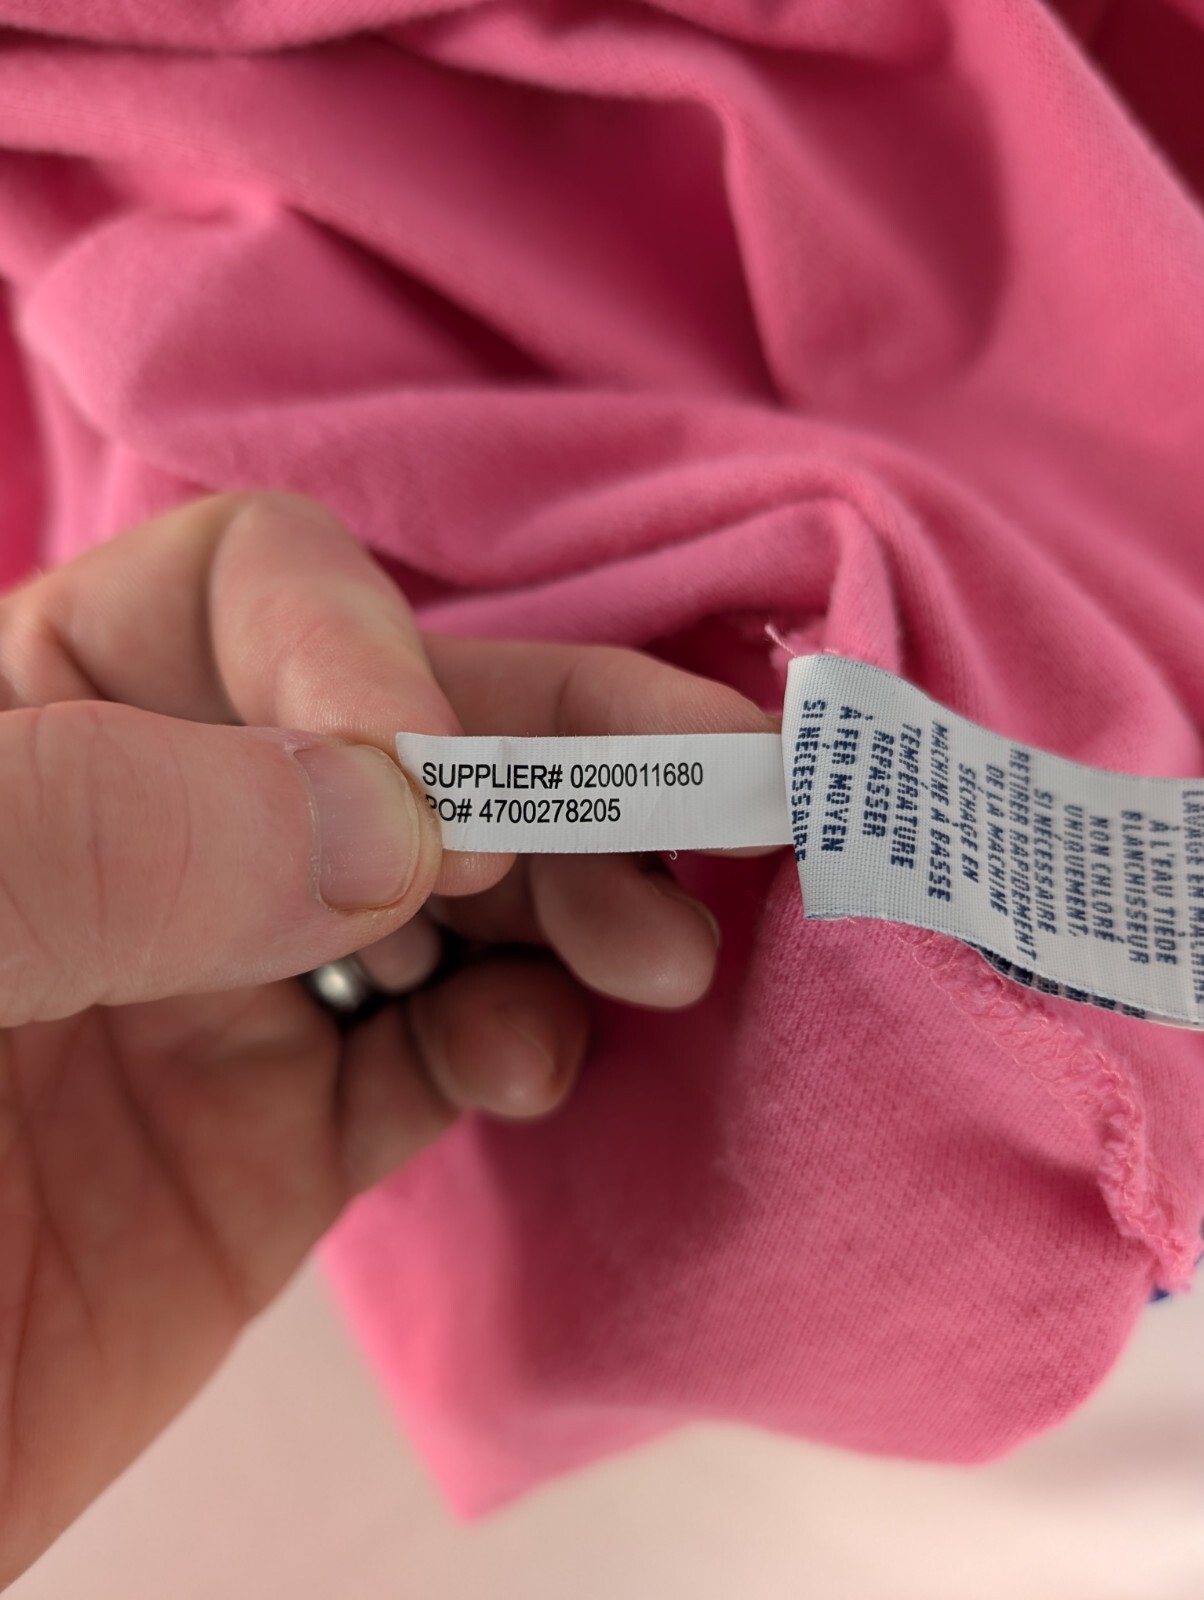 SUPPLIER# 0200011680
PO# 4700278205
À L'EAU TIÈDE
BLANCHISSEUR
NON CHLORÉ
UNIQUEMENT,
SI NÉCESSAIRE
RETIRER RAPIDEMENT
DE LA MACHINE
SÉCHAGE EN
MACHINE À BASSE
TEMPÉRATURE
REPASSER
À FER MOYEN
SI NÉCESSAIRE